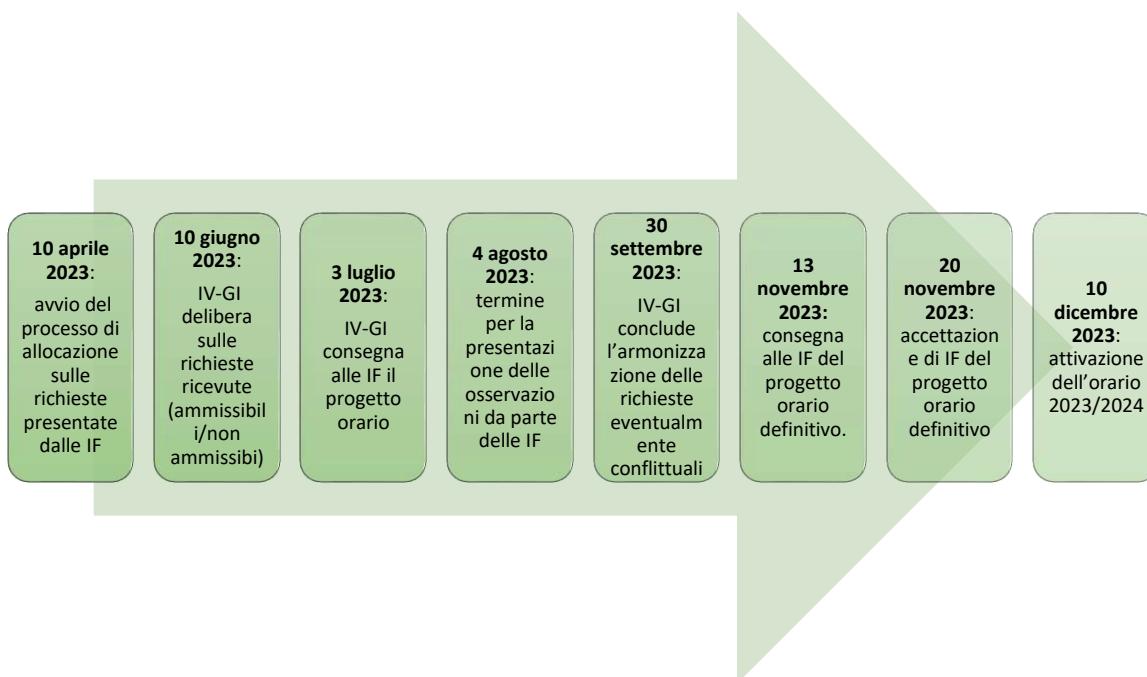 10 aprile
2023:
avvio del
processo di
allocazione
sulle
richieste
presentate
dalle IF
10 giugno
2023:
IV-GI
delibera
sulle
richieste
ricevute
(ammissibil
i/non
ammissibi)
3 luglio
2023:
IV-GI
consegna
alle IF il
progetto
orario
4 agosto
2023:
termine
per la
presentazi
one delle
osservazio
ni da parte
delle IF
30
settembre
2023:
IV-GI
conclude
l’armonizza
zione delle
richieste
eventualm
ente
conflittuali
13
novembre
2023:
consegna
alle IF del
progetto
orario
definitivo.
20
novembre
2023:
accettazion
e di IF del
progetto
orario
definitivo
10
dicembre
2023:
attivazione
dell’orario
2023/2024